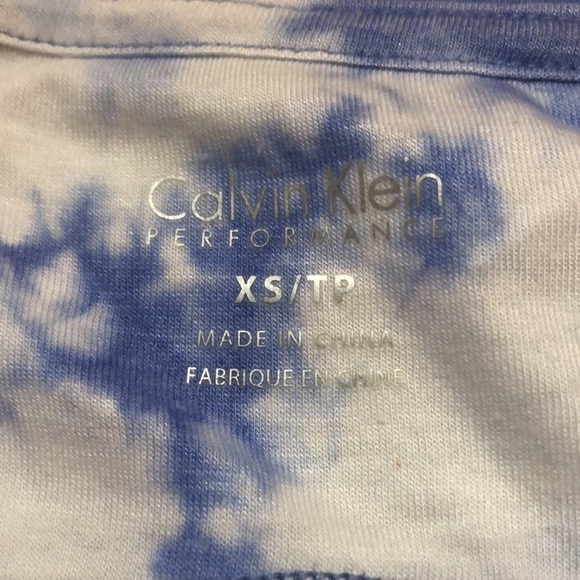 Calvin Klein
PERFORMANCE
XS/TP
MADE IN CHINA
FABRIQUE EN CHINE